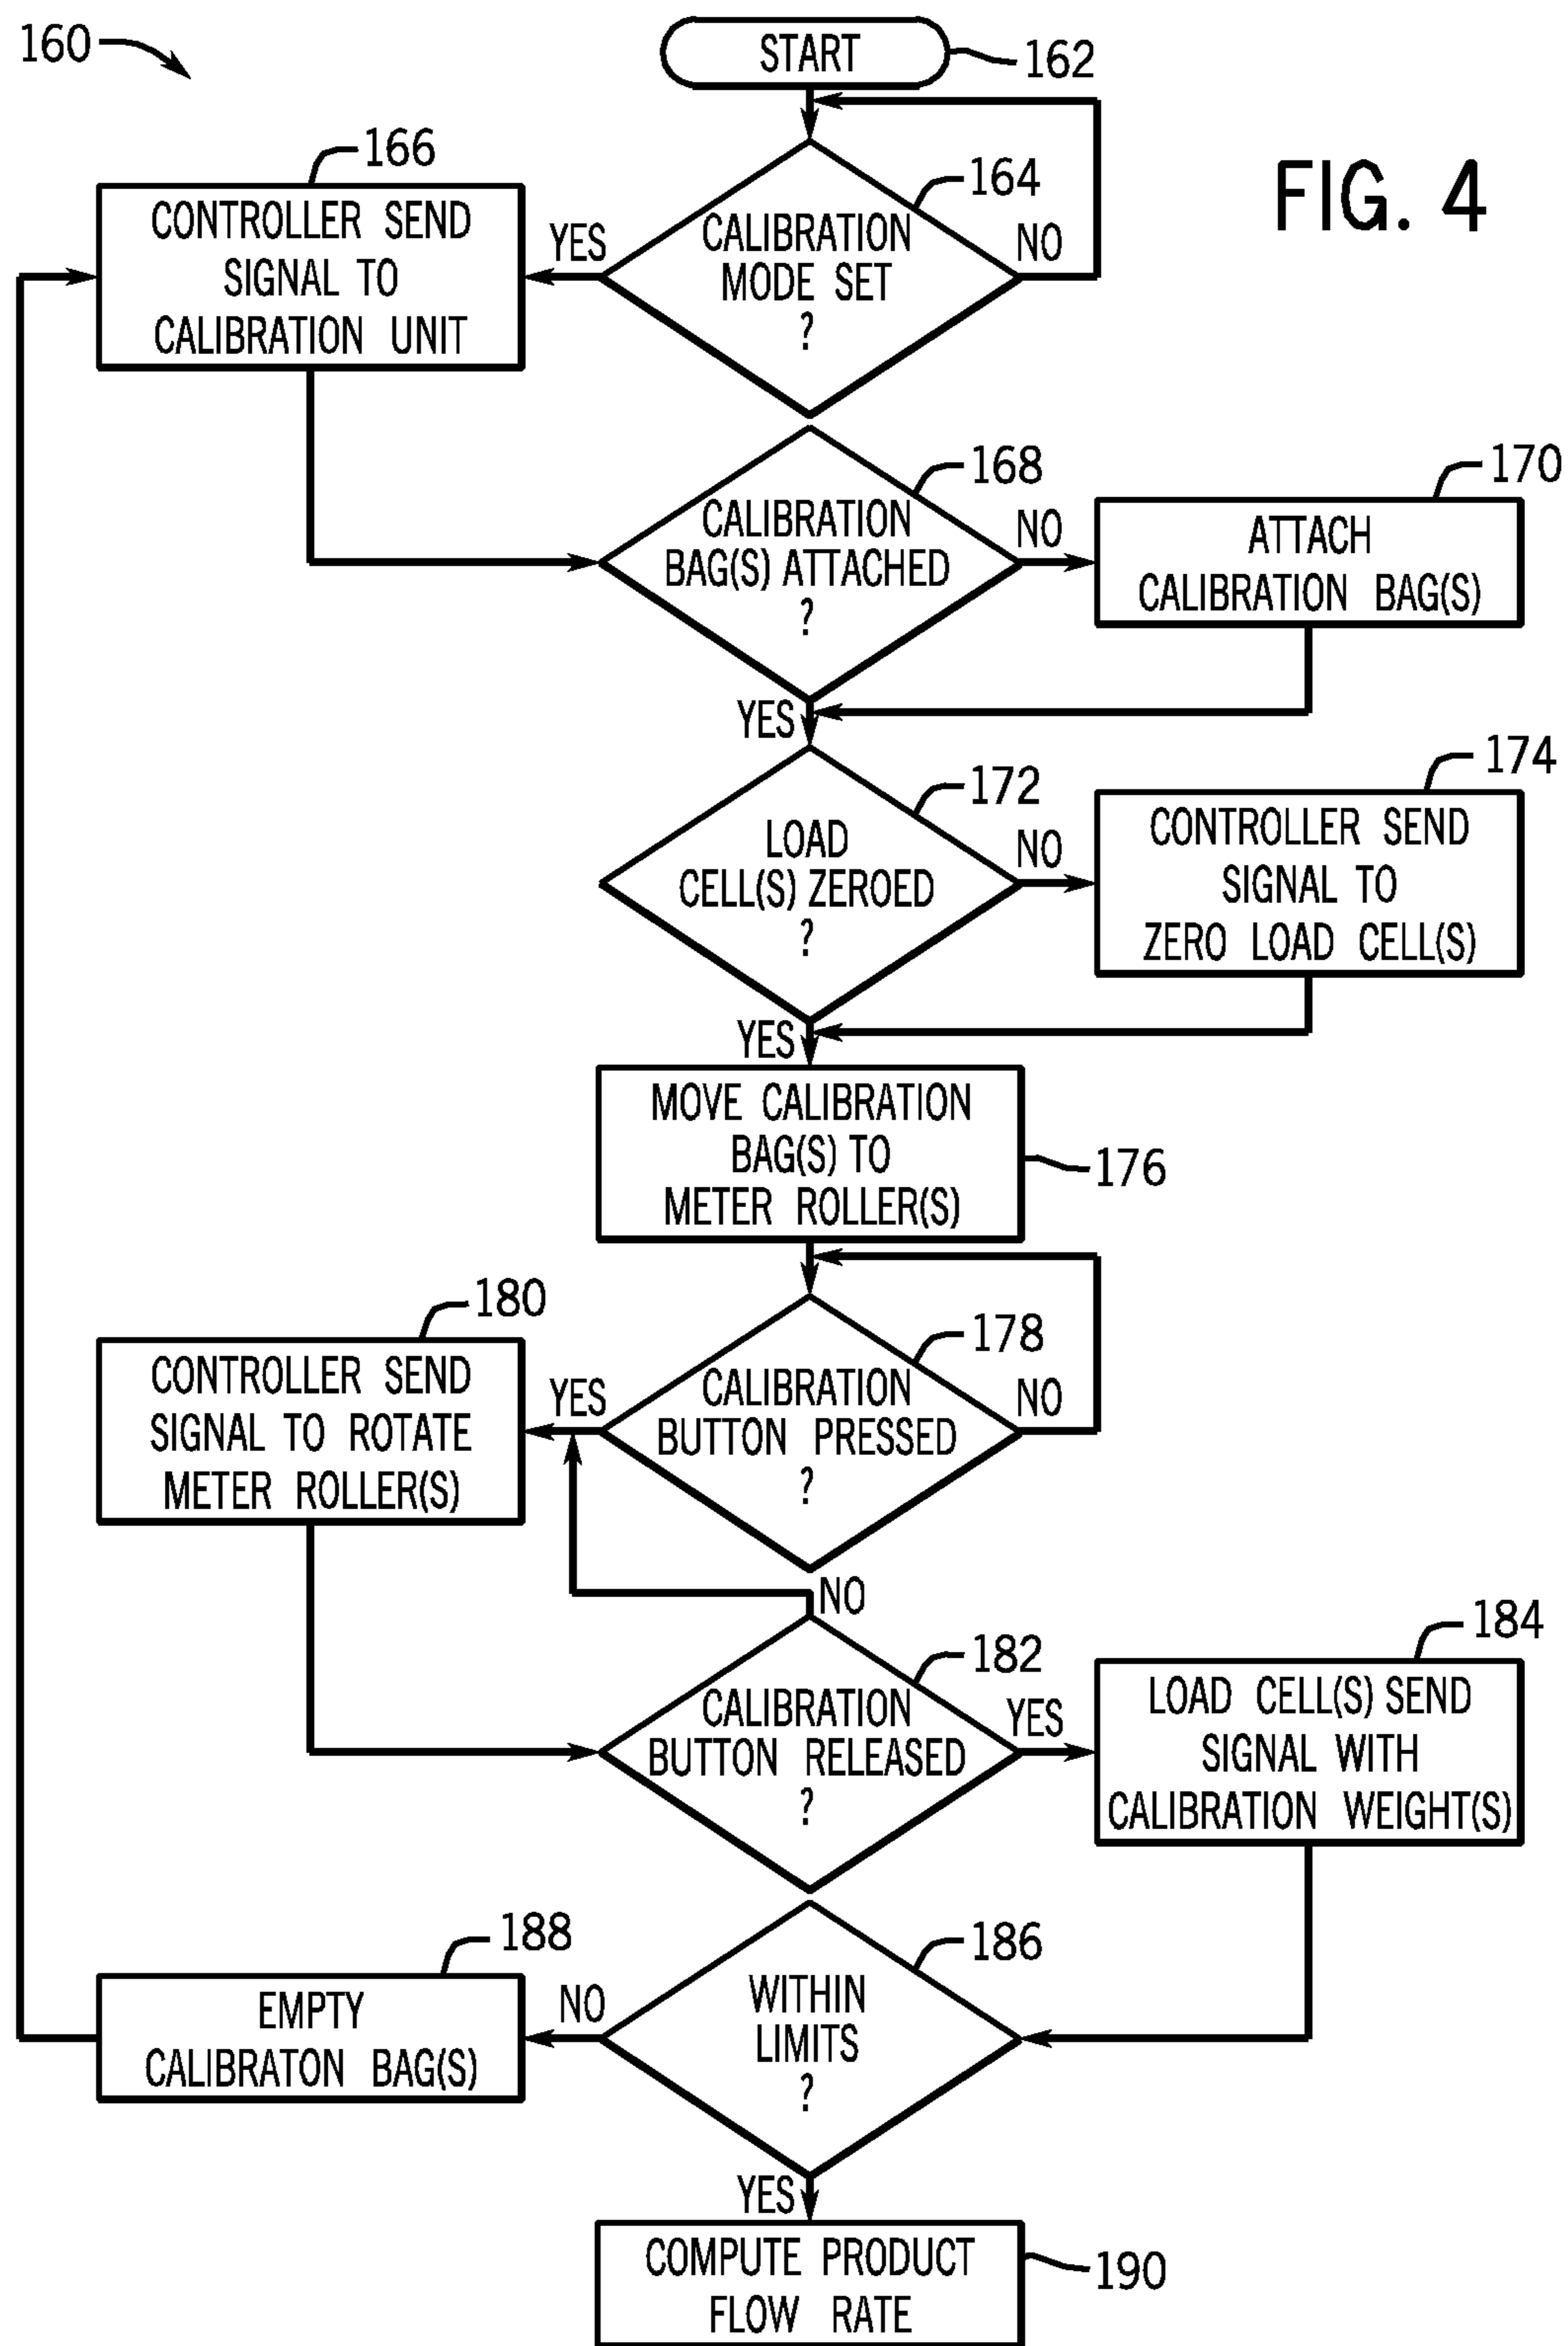 160
START
162
FIG. 4
166
CONTROLLER SEND
SIGNAL TO
CALIBRATION UNIT
YES
164
CALIBRATION
MODE SET
?
NO
168
CALIBRATION
BAG(S) ATTACHED
?
NO
170
ATTACH
CALIBRATION BAG(S)
YES
172
LOAD
CELL(S) ZEROED
?
NO
174
CONTROLLER SEND
SIGNAL TO
ZERO LOAD CELL(S)
YES
MOVE CALIBRATION
BAG(S) TO
METER ROLLER(S)
176
180
CONTROLLER SEND
SIGNAL TO ROTATE
METER ROLLER(S)
YES
178
CALIBRATION
BUTTON PRESSED
?
NO
NO
182
CALIBRATION
BUTTON RELEASED
?
YES
184
LOAD CELL(S) SEND
SIGNAL WITH
CALIBRATION WEIGHT(S)
188
EMPTY
CALIBRATON BAG(S)
NO
186
WITHIN
LIMITS
?
YES
COMPUTE PRODUCT
FLOW RATE
190